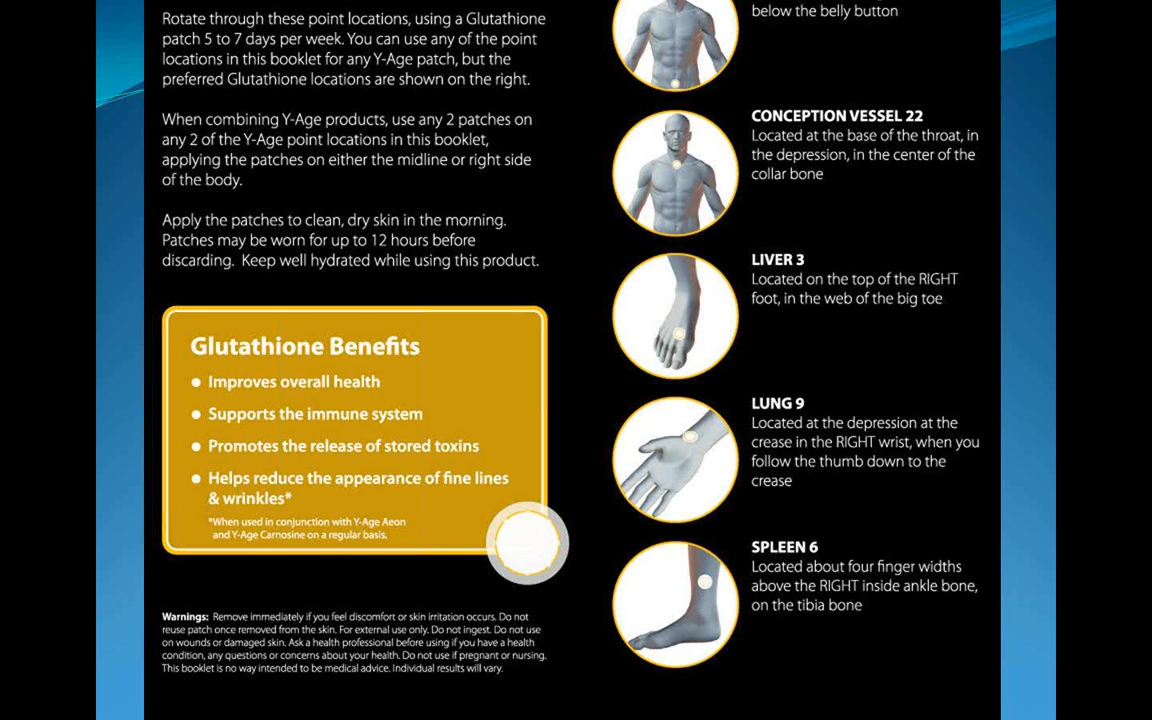 Rotate through these point locations, using a Glutathione
patch 5 to 7 days per week. You can use any of the point
locations in this booklet for any Y-Age patch, but the
preferred Glutathione locations are shown on the right.
When combining Y-Age products, use any 2 patches on
any 2 of the Y-Age point locations in this booklet,
applying the patches on either the midline or right side
of the body.
Apply the patches to clean, dry skin in the morning.
Patches may be worn for up to 12 hours before
discarding. Keep well hydrated while using this product.
Glutathione Benefits
• Improves overall health
• Supports the immune system
• Promotes the release of stored toxins
• Helps reduce the appearance of fine lines
& wrinkles*
*When used in conjunction with Y-Age Aeon
and Y-Age Carnosine on a regular basis.
Warnings: Remove immediately if you feel discomfort or skin irritation occurs. Do not
reuse patch once removed from the skin. For external use only. Do not ingest. Do not use
on wounds or damaged skin. Ask a health professional before using if you have a health
condition, any questions or concerns about your health. Do not use if pregnant or nursing.
This booklet is no way intended to be medical advice. Individual results will vary.
below the belly button
CONCEPTION VESSEL 22
Located at the base of the throat, in
the depression, in the center of the
collar bone
LIVER 3
Located on the top of the RIGHT
foot, in the web of the big toe
LUNG 9
Located at the depression at the
crease in the RIGHT wrist, when you
follow the thumb down to the
crease
SPLEEN 6
Located about four finger widths
above the RIGHT inside ankle bone,
on the tibia bone